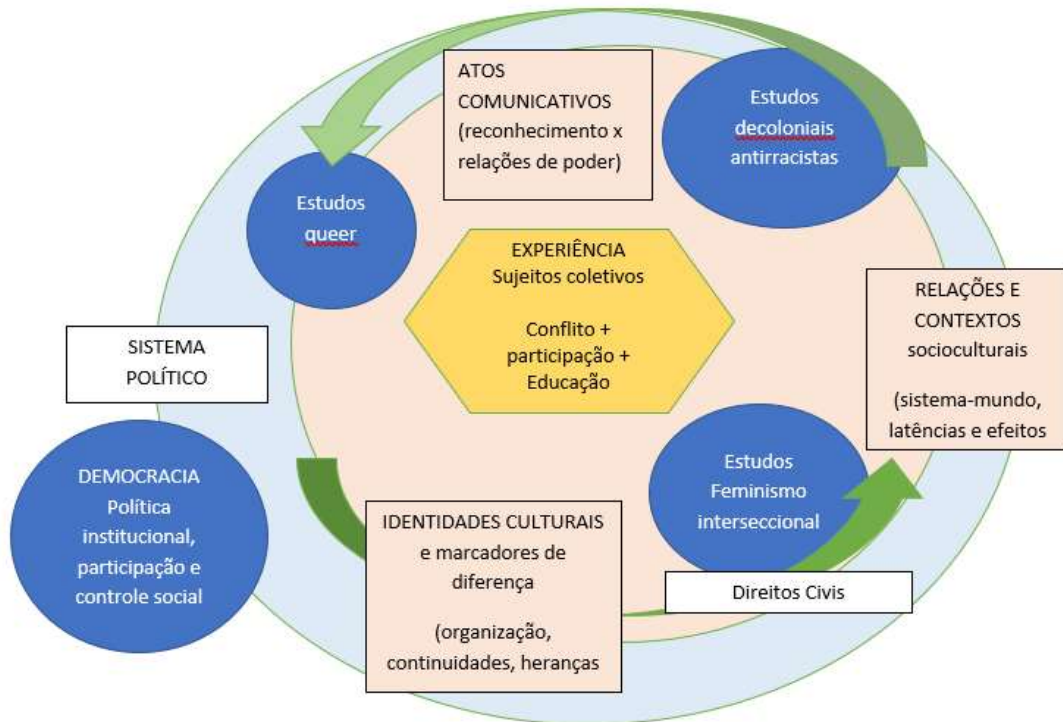 ATOS
COMUNICATIVOS
(reconhecimento x
relações de poder)
Estudos
decoloniais
antirracistas
Estudos
queer
EXPERIÊNCIA
Sujeitos coletivos
Conflito +
participação +
Educação
RELAÇÕES E
CONTEXTOS
socioculturais
(sistema-mundo,
latências e efeitos
SISTEMA
POLÍTICO
DEMOCRACIA
Política
institucional,
participação e
controle social
Estudos
Feminismo
interseccional
IDENTIDADES CULTURAIS
e marcadores de
diferença
(organização,
continuidades, heranças
Direitos Civis